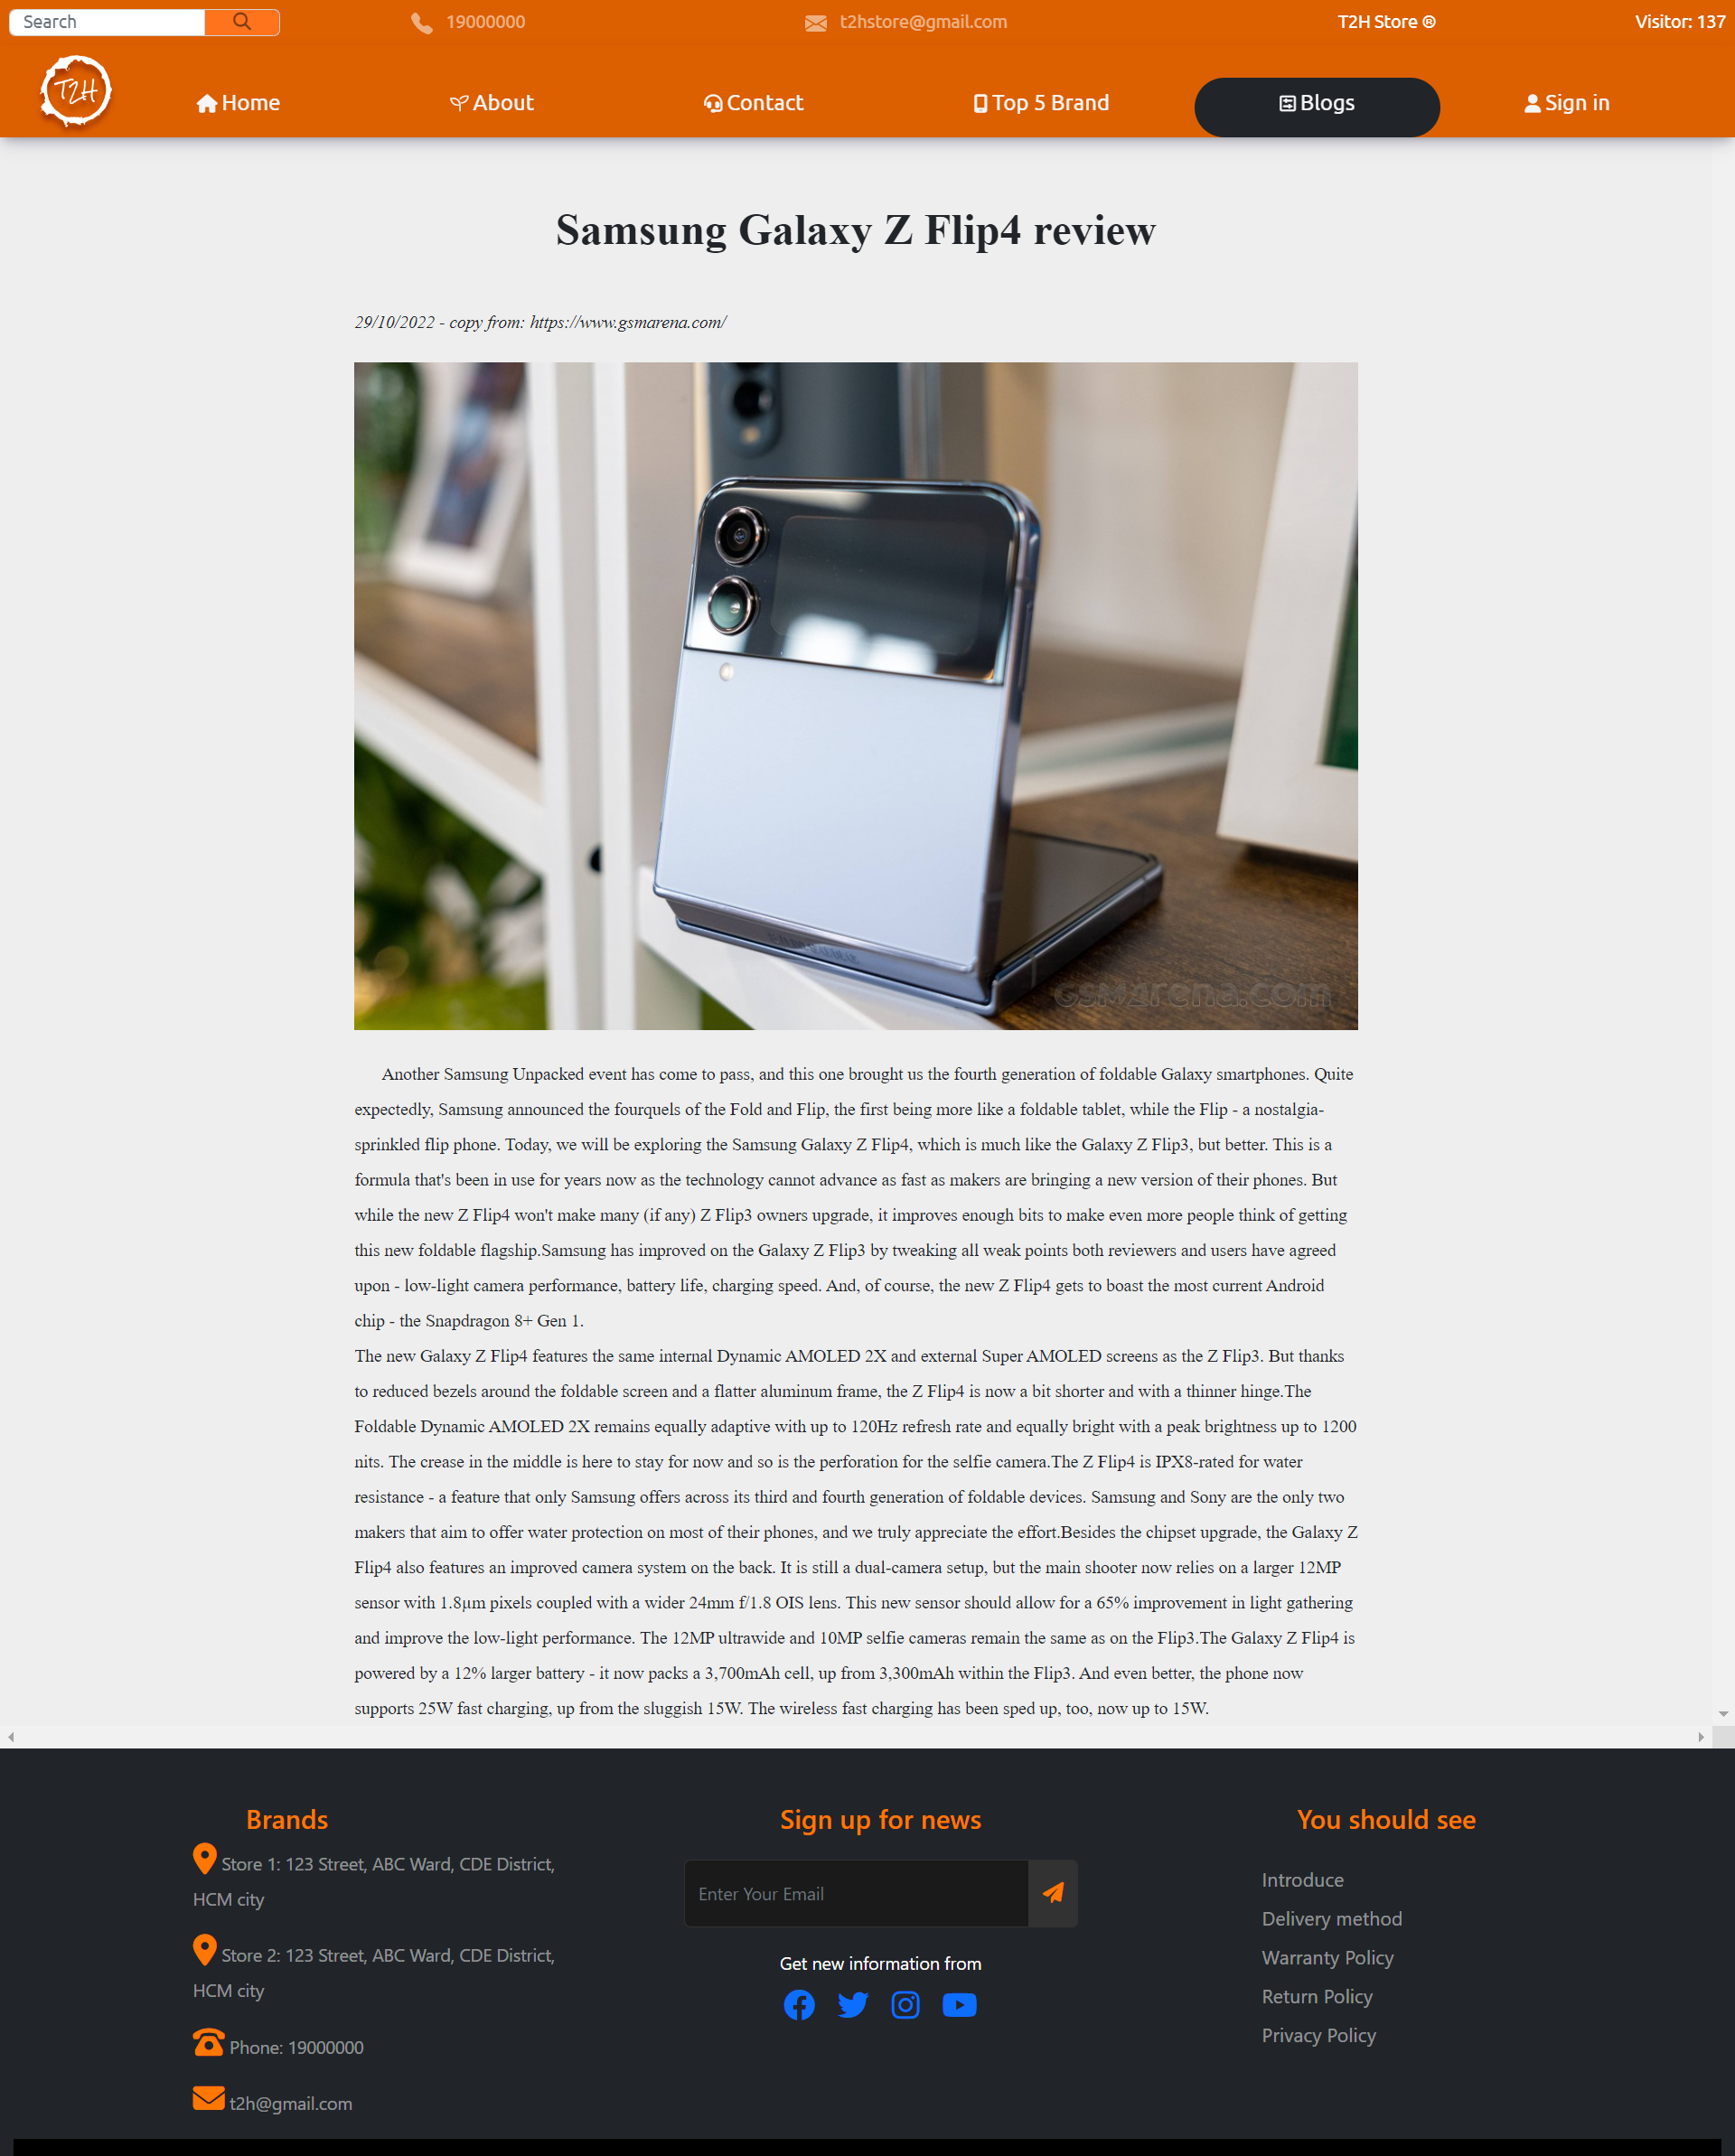 Search
19000000
t2hstore@gmail.com
T2H Store ®
Visitor: 137
T2H
Home
About
Contact
Top 5 Brand
Blogs
Sign in
Samsung Galaxy Z Flip4 review
29/10/2022 - copy from: https://www.gsmarena.com/
GSMArena.com
Another Samsung Unpacked event has come to pass, and this one brought us the fourth generation of foldable Galaxy smartphones. Quite
expectedly, Samsung announced the fourquels of the Fold and Flip, the first being more like a foldable tablet, while the Flip - a nostalgia-
sprinkled flip phone. Today, we will be exploring the Samsung Galaxy Z Flip4, which is much like the Galaxy Z Flip3, but better. This is a
formula that's been in use for years now as the technology cannot advance as fast as makers are bringing a new version of their phones. But
while the new Z Flip4 won't make many (if any) Z Flip3 owners upgrade, it improves enough bits to make even more people think of getting
this new foldable flagship.Samsung has improved on the Galaxy Z Flip3 by tweaking all weak points both reviewers and users have agreed
upon - low-light camera performance, battery life, charging speed. And, of course, the new Z Flip4 gets to boast the most current Android
chip - the Snapdragon 8+ Gen 1.
The new Galaxy Z Flip4 features the same internal Dynamic AMOLED 2X and external Super AMOLED screens as the Z Flip3. But thanks
to reduced bezels around the foldable screen and a flatter aluminum frame, the Z Flip4 is now a bit shorter and with a thinner hinge.The
Foldable Dynamic AMOLED 2X remains equally adaptive with up to 120Hz refresh rate and equally bright with a peak brightness up to 1200
nits. The crease in the middle is here to stay for now and so is the perforation for the selfie camera.The Z Flip4 is IPX8-rated for water
resistance - a feature that only Samsung offers across its third and fourth generation of foldable devices. Samsung and Sony are the only two
makers that aim to offer water protection on most of their phones, and we truly appreciate the effort.Besides the chipset upgrade, the Galaxy Z
Flip4 also features an improved camera system on the back. It is still a dual-camera setup, but the main shooter now relies on a larger 12MP
sensor with 1.8µm pixels coupled with a wider 24mm f/1.8 OIS lens. This new sensor should allow for a 65% improvement in light gathering
and improve the low-light performance. The 12MP ultrawide and 10MP selfie cameras remain the same as on the Flip3.The Galaxy Z Flip4 is
powered by a 12% larger battery - it now packs a 3,700mAh cell, up from 3,300mAh within the Flip3. And even better, the phone now
supports 25W fast charging, up from the sluggish 15W. The wireless fast charging has been sped up, too, now up to 15W.
Brands
Store 1: 123 Street, ABC Ward, CDE District,
HCM city
Store 2: 123 Street, ABC Ward, CDE District,
HCM city
Phone: 19000000
t2h@gmail.com
Sign up for news
Enter Your Email
Get new information from
You should see
Introduce
Delivery method
Warranty Policy
Return Policy
Privacy Policy